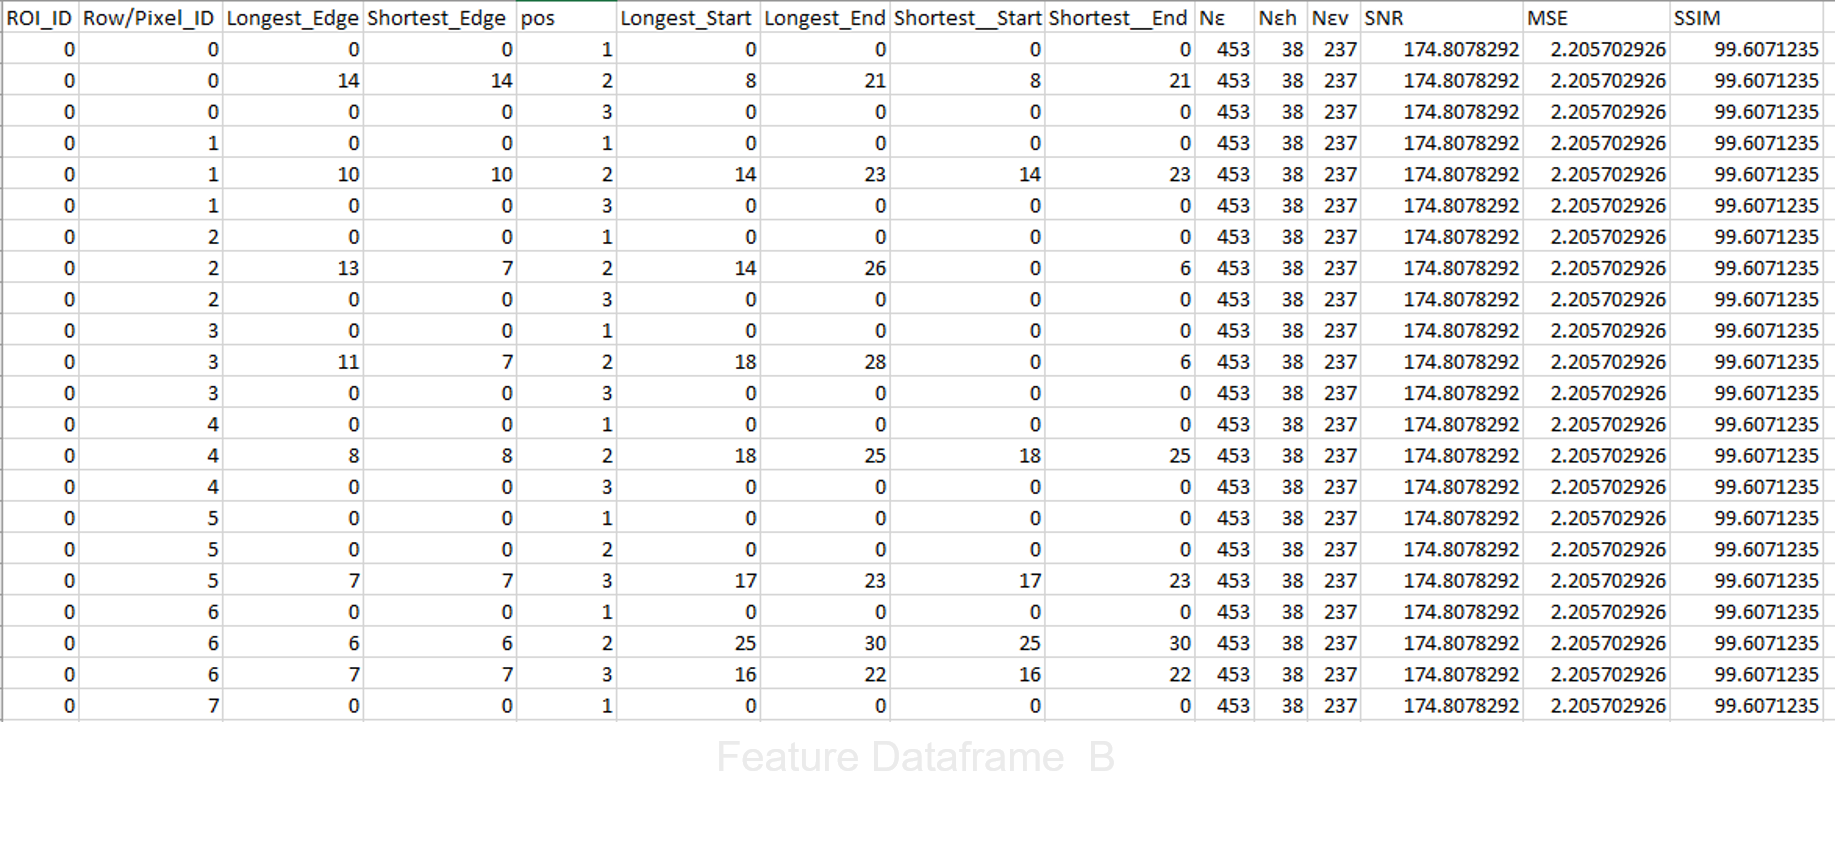 ROI_ID Row/Pixel_ID Longest_Edge Shortest_Edge pos Longest_Start Longest_End Shortest__Start Shortest__End Nε Nεh Nεv SNR MSE SSIM
0 0 0 0 1 0 0 0 0 453 38 237 174.8078292 2.205702926 99.6071235
0 0 14 14 2 8 21 8 21 453 38 237 174.8078292 2.205702926 99.6071235
0 0 0 0 3 0 0 0 0 453 38 237 174.8078292 2.205702926 99.6071235
0 1 0 0 1 0 0 0 0 453 38 237 174.8078292 2.205702926 99.6071235
0 1 10 10 2 14 23 14 23 453 38 237 174.8078292 2.205702926 99.6071235
0 1 0 0 3 0 0 0 0 453 38 237 174.8078292 2.205702926 99.6071235
0 2 0 0 1 0 0 0 0 453 38 237 174.8078292 2.205702926 99.6071235
0 2 13 7 2 14 26 0 6 453 38 237 174.8078292 2.205702926 99.6071235
0 2 0 0 3 0 0 0 0 453 38 237 174.8078292 2.205702926 99.6071235
0 3 0 0 1 0 0 0 0 453 38 237 174.8078292 2.205702926 99.6071235
0 3 11 7 2 18 28 0 6 453 38 237 174.8078292 2.205702926 99.6071235
0 3 0 0 3 0 0 0 0 453 38 237 174.8078292 2.205702926 99.6071235
0 4 0 0 1 0 0 0 0 453 38 237 174.8078292 2.205702926 99.6071235
0 4 8 8 2 18 25 18 25 453 38 237 174.8078292 2.205702926 99.6071235
0 4 0 0 3 0 0 0 0 453 38 237 174.8078292 2.205702926 99.6071235
0 5 0 0 1 0 0 0 0 453 38 237 174.8078292 2.205702926 99.6071235
0 5 0 0 2 0 0 0 0 453 38 237 174.8078292 2.205702926 99.6071235
0 5 7 7 3 17 23 17 23 453 38 237 174.8078292 2.205702926 99.6071235
0 6 0 0 1 0 0 0 0 453 38 237 174.8078292 2.205702926 99.6071235
0 6 6 6 2 25 30 25 30 453 38 237 174.8078292 2.205702926 99.6071235
0 6 7 7 3 16 22 16 22 453 38 237 174.8078292 2.205702926 99.6071235
0 7 0 0 1 0 0 0 0 453 38 237 174.8078292 2.205702926 99.6071235
Feature Dataframe B